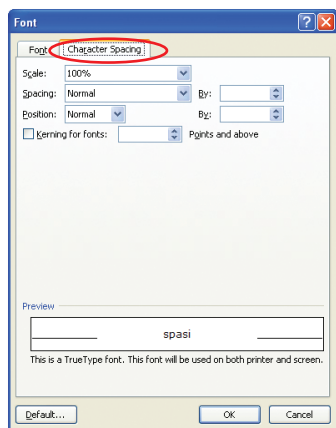 Font
Font Character Spacing
Scale: 100%
Spacing: Normal By:
Position: Normal By:
Kerning for fonts: Points and above
Preview
spasi
This is a TrueType font. This font will be used on both printer and screen.
Default... OK Cancel